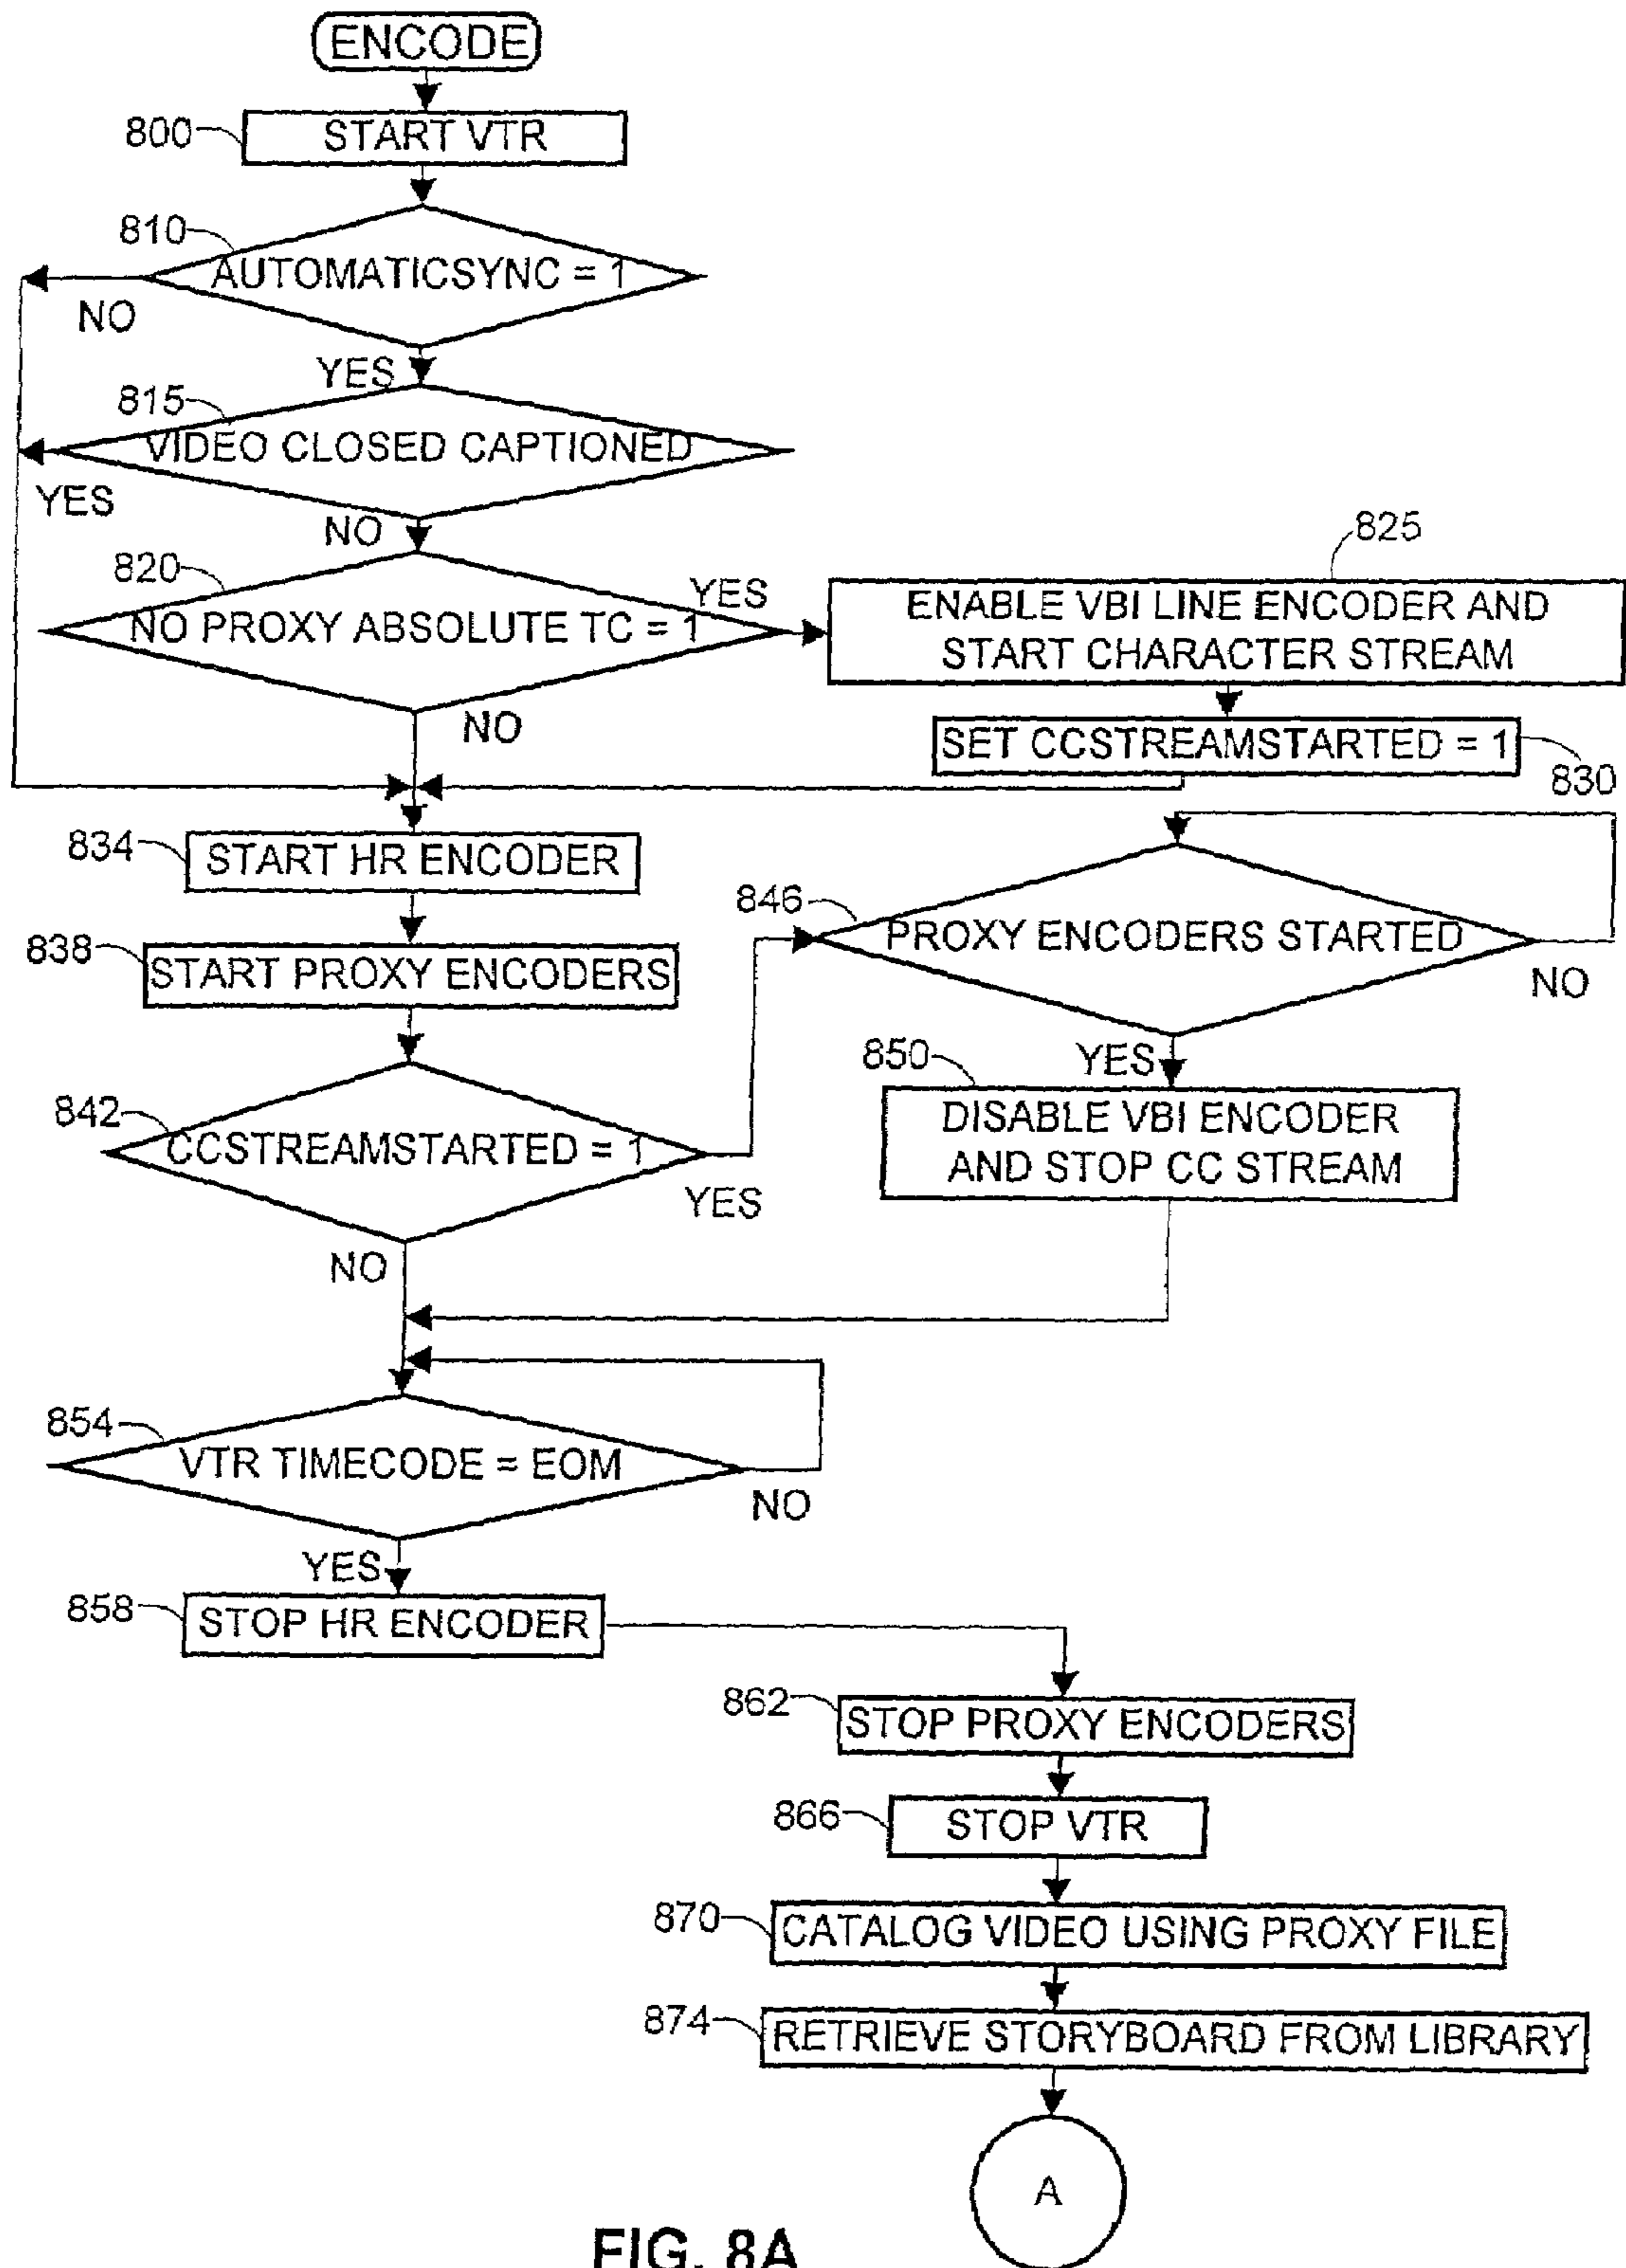 ENCODE
800
START VTR
810
AUTOMATICSYNC = 1
NO
YES
815
VIDEO CLOSED CAPTIONED
YES
NO
825
820
YES
NO PROXY ABSOLUTE TC = 1
ENABLE VBI LINE ENCODER AND
START CHARACTER STREAM
NO
SET CCSTREAMSTARTED = 1
830
834
START HR ENCODER
846
PROXY ENCODERS STARTED
NO
838
START PROXY ENCODERS
850
YES
DISABLE VBI ENCODER
AND STOP CC STREAM
842
CCSTREAMSTARTED = 1
YES
NO
854
VTR TIMECODE = EOM
NO
YES
858
STOP HR ENCODER
862
STOP PROXY ENCODERS
866
STOP VTR
870
CATALOG VIDEO USING PROXY FILE
874
RETRIEVE STORYBOARD FROM LIBRARY
A
FIG. 8A